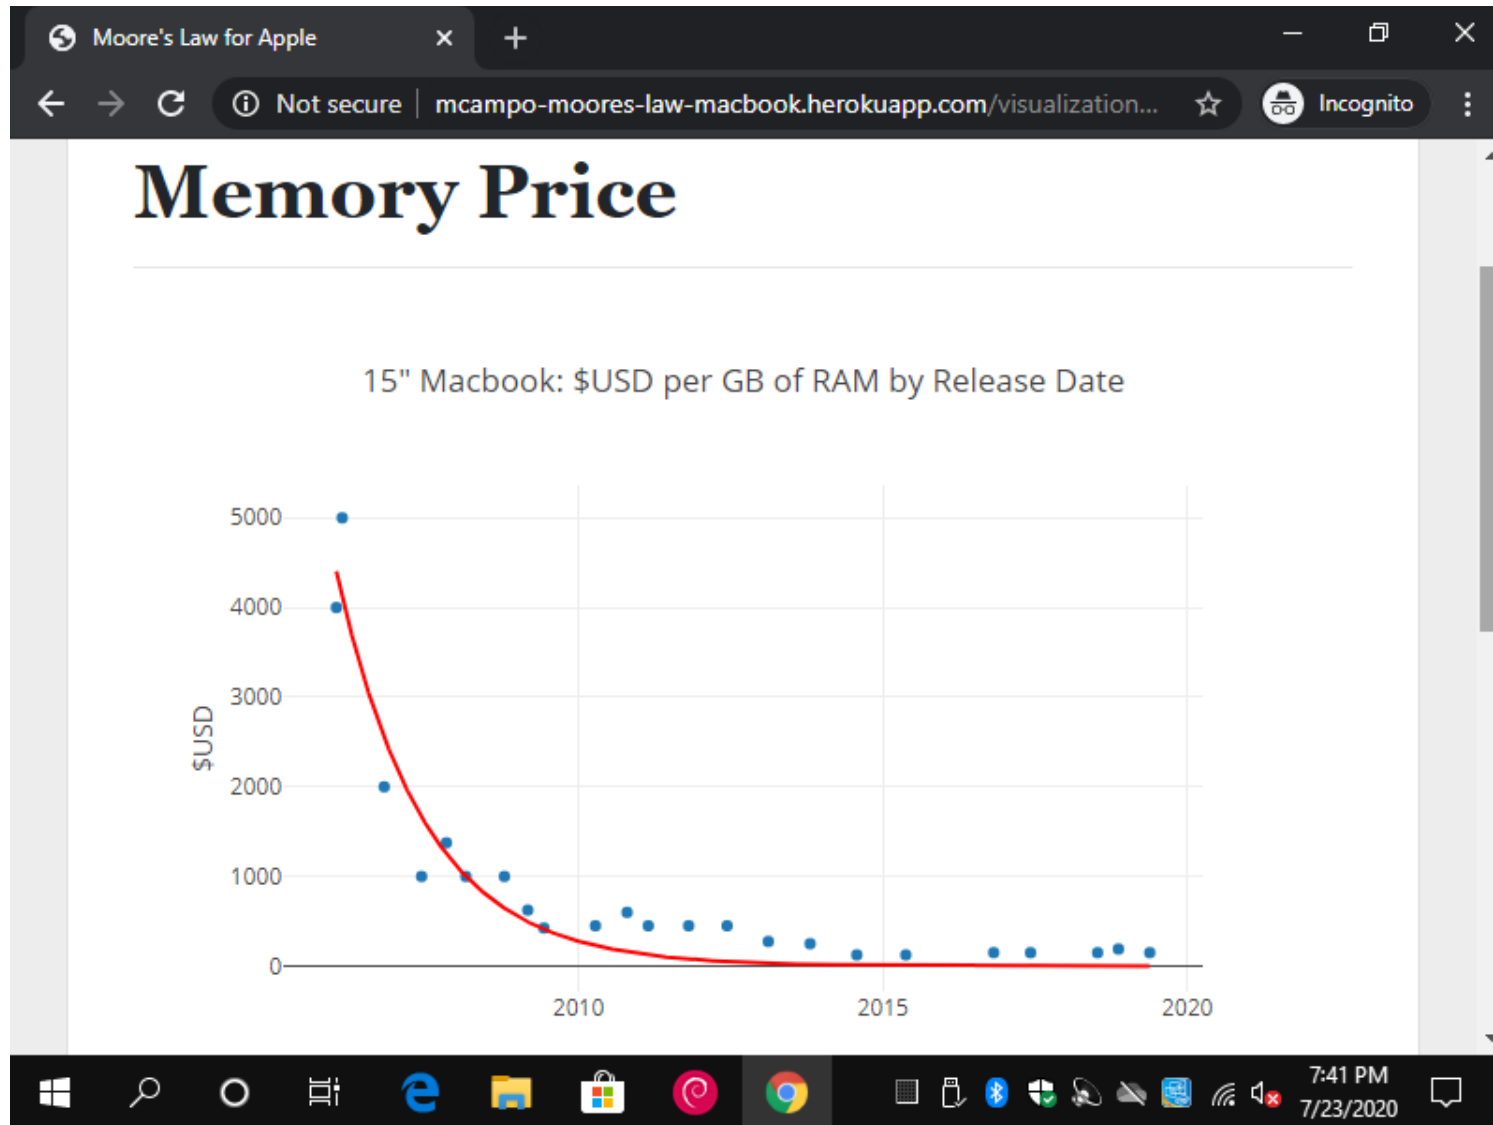 Moore's Law for Apple
Not secure mcampo-moores-law-macbook.herokuapp.com/visualization... Incognito
Memory Price
15" Macbook: $USD per GB of RAM by Release Date
5000
4000
3000
$USD
2000
1000
0
2010 2015 2020
7:41 PM
7/23/2020